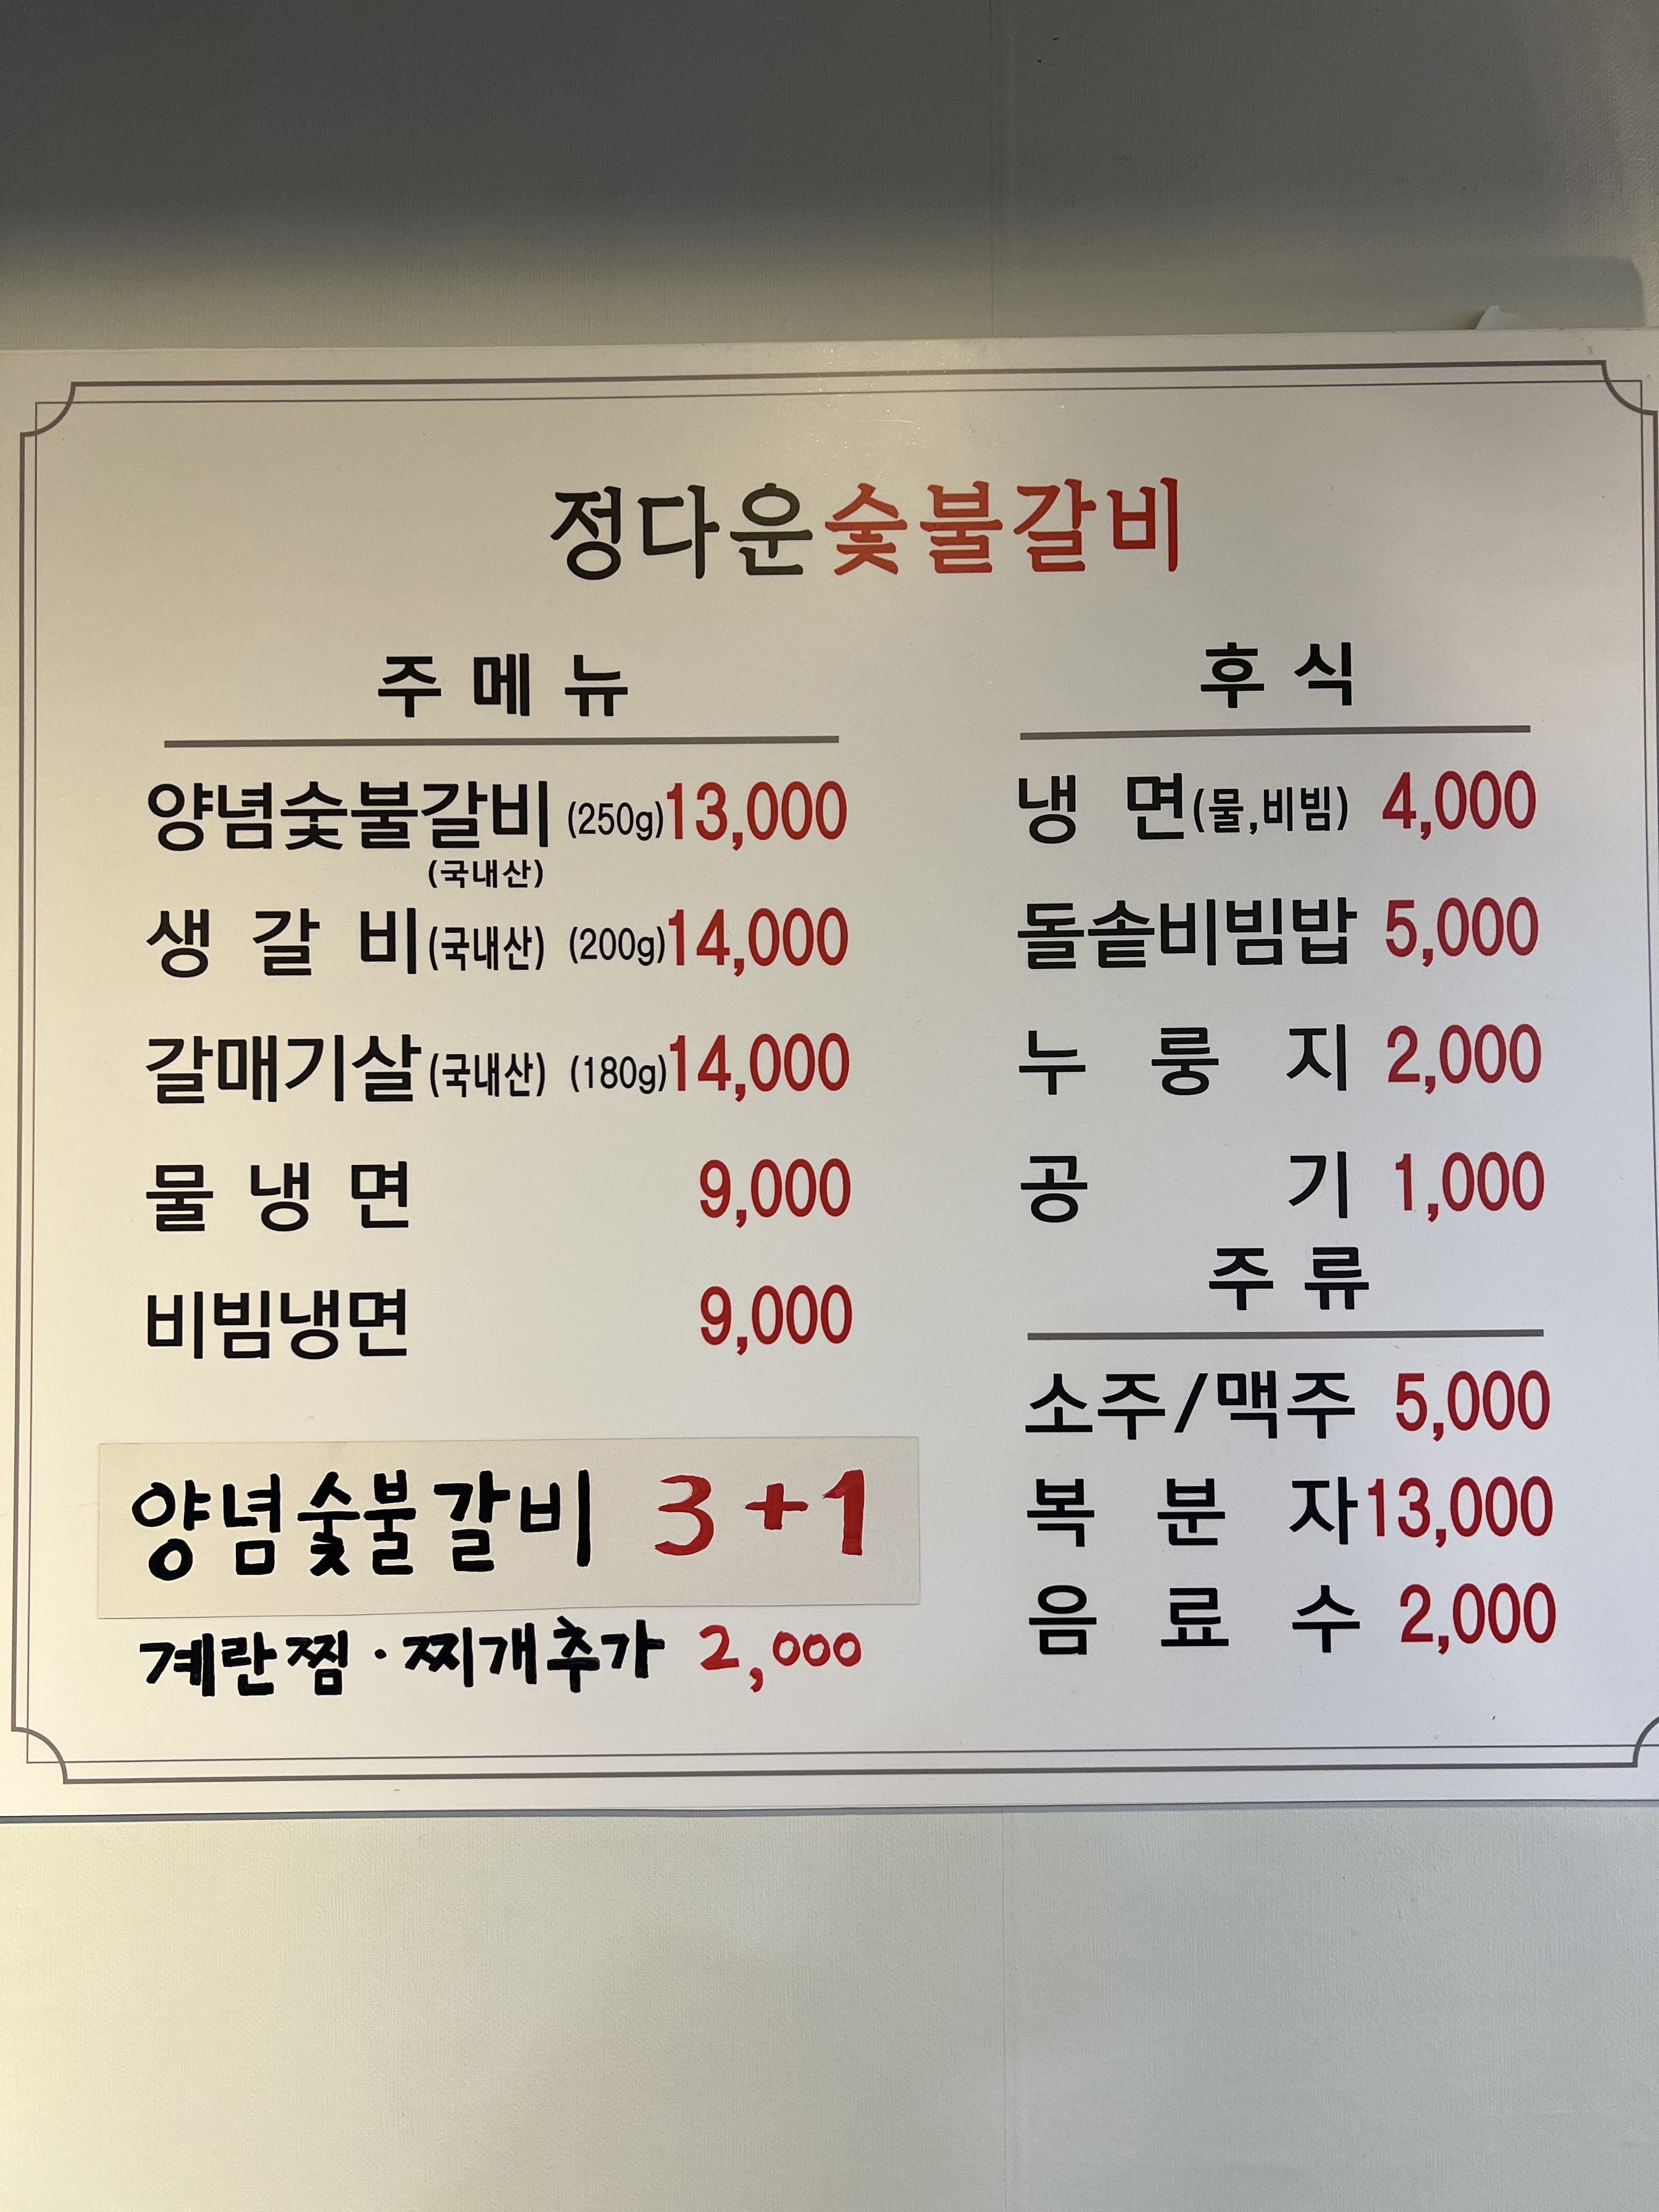 정다운숯불갈비
주메뉴
양념숯불갈비 (250g) 13,000
(국내산)
생갈비(국내산) (200g) 14,000
갈매기살(국내산) (180g) 14,000
물냉면 9,000
비빔냉면 9,000
양념숯불갈비 3+1
계란찜·찌개추가 2,000
후식
냉면(물,비빔) 4,000
돌솥비빔밥 5,000
누룽지 2,000
공기 1,000
주류
소주/맥주 5,000
복분자 13,000
음료수 2,000